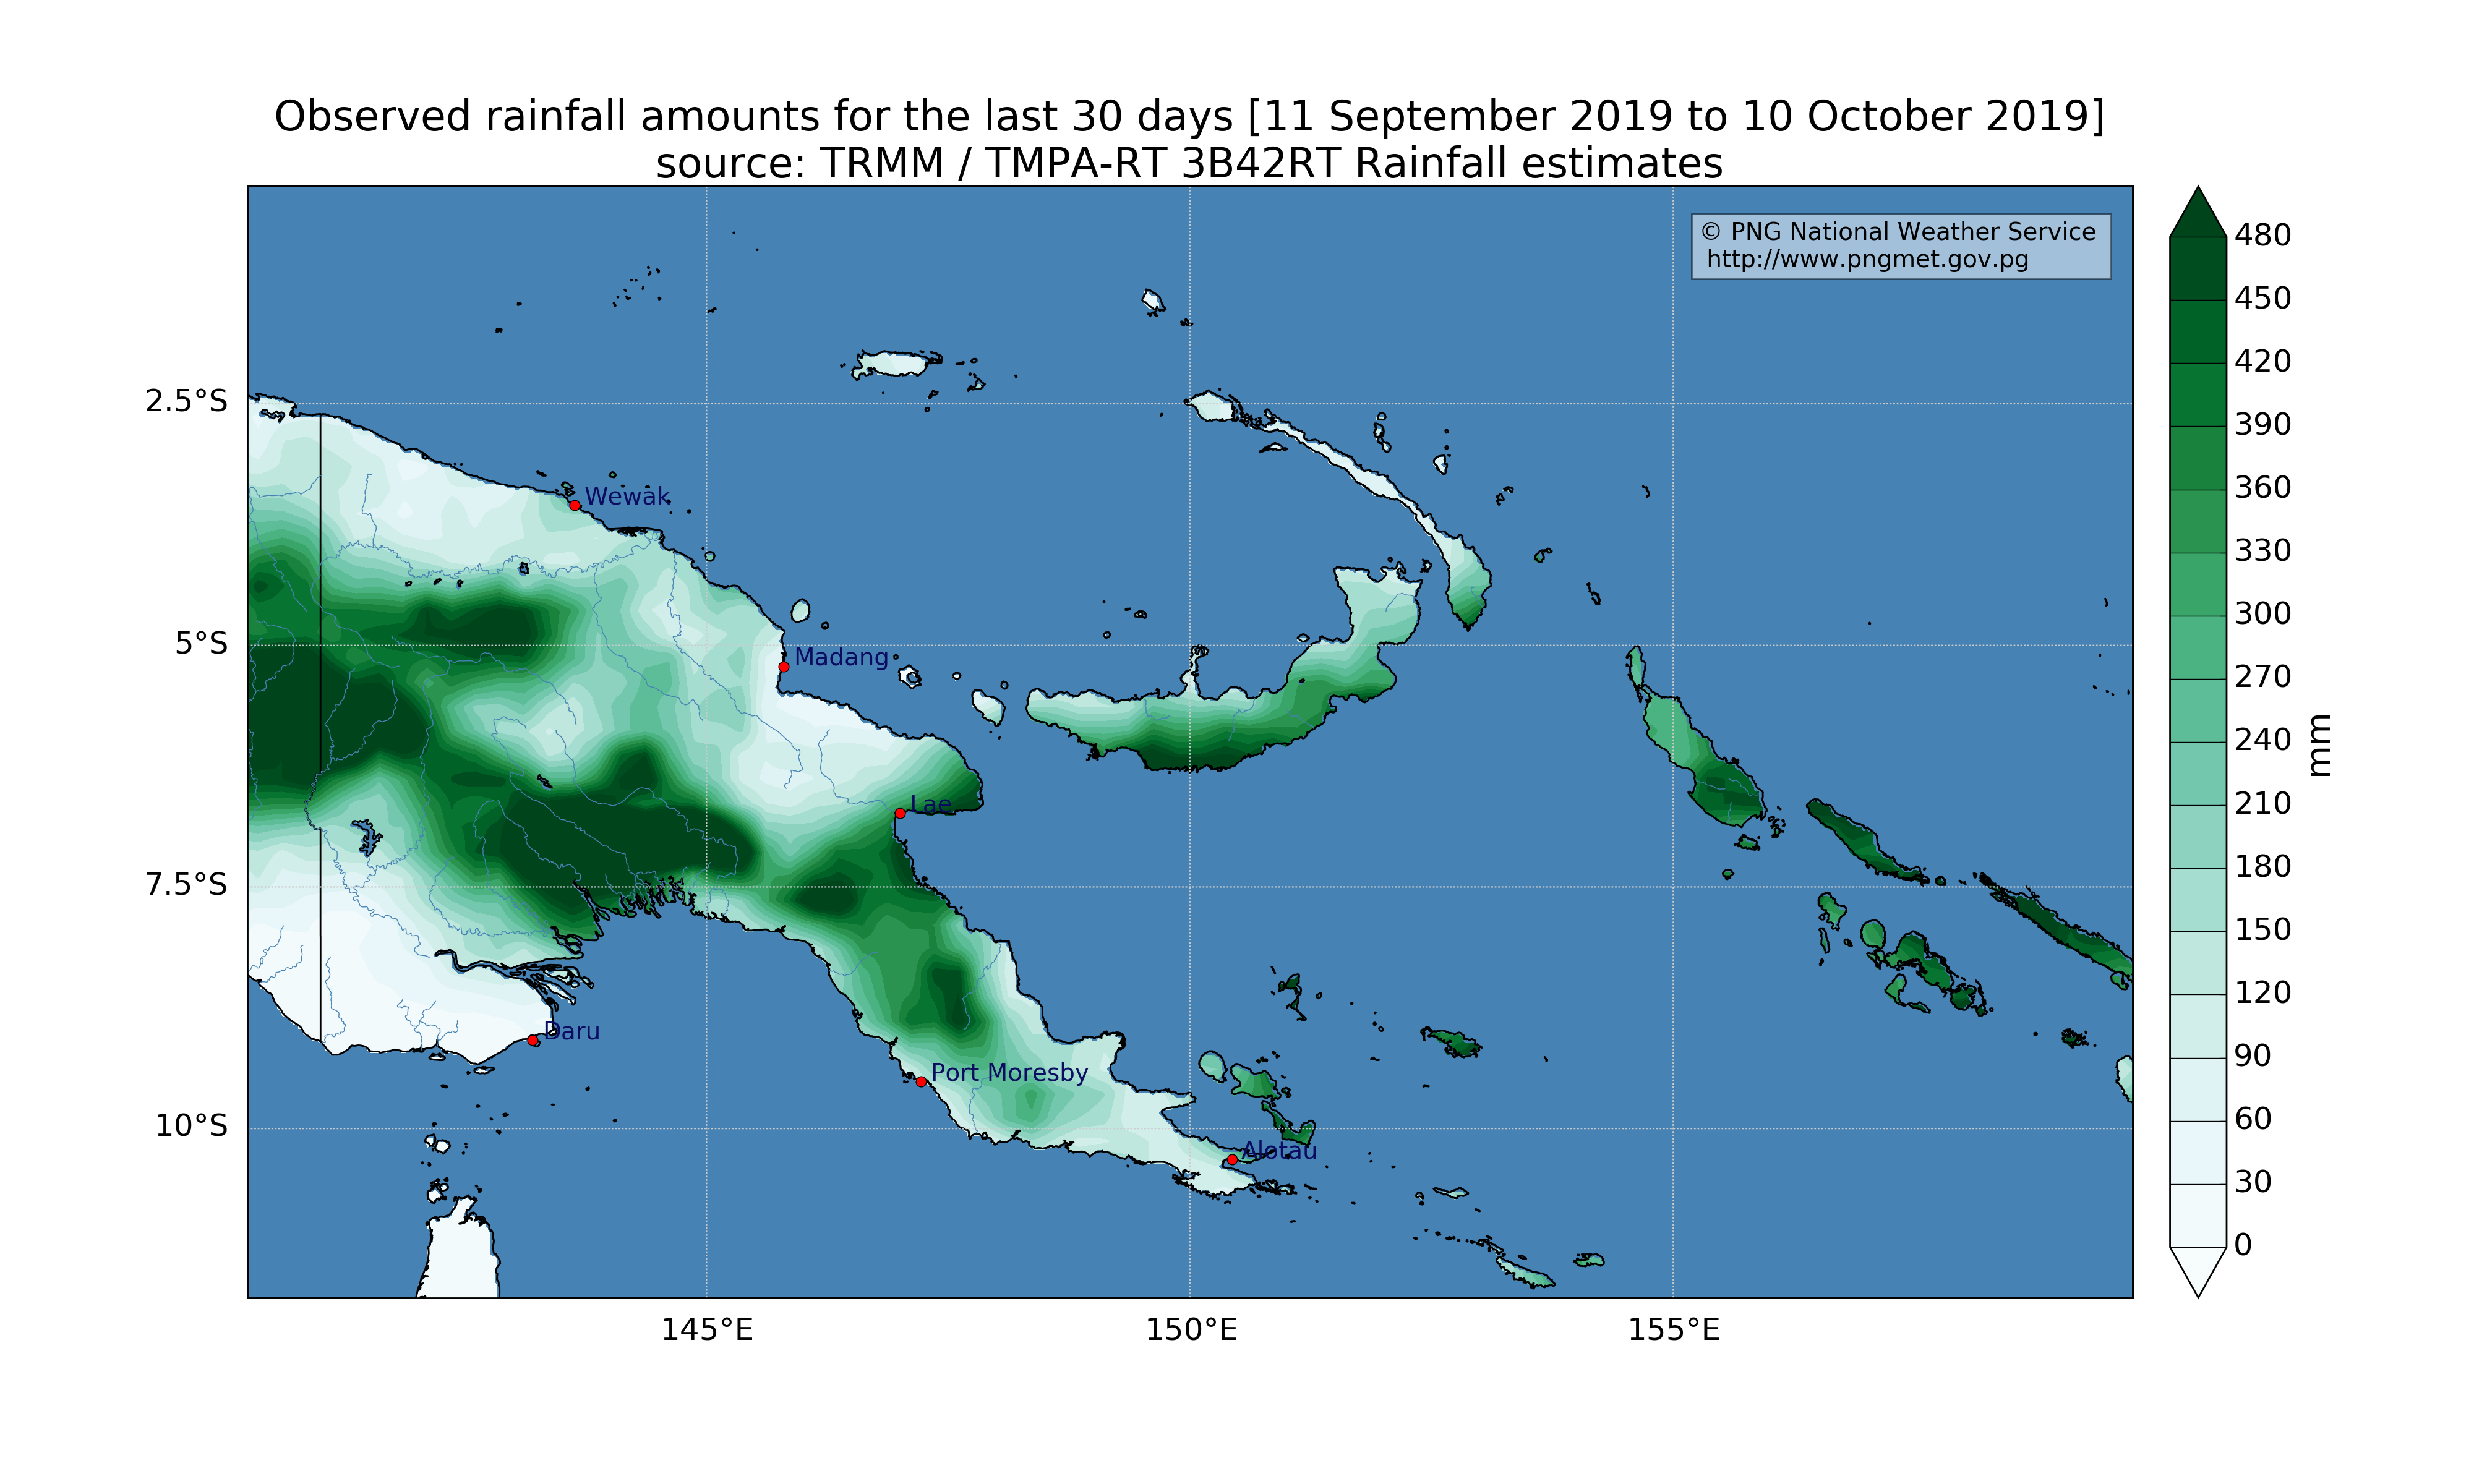 Observed rainfall amounts for the last 30 days [11 September 2019 to 10 October 2019]
source: TRMM / TMPA-RT 3B42RT Rainfall estimates
© PNG National Weather Service
http://www.pngmet.gov.pg
2.5°S
5°S
7.5°S
10°S
Wewak
Madang
Lae
Daru
Port Moresby
Alotau
145°E
150°E
155°E
480
450
420
390
360
330
300
270
240
210
180
150
120
90
60
30
0
mm